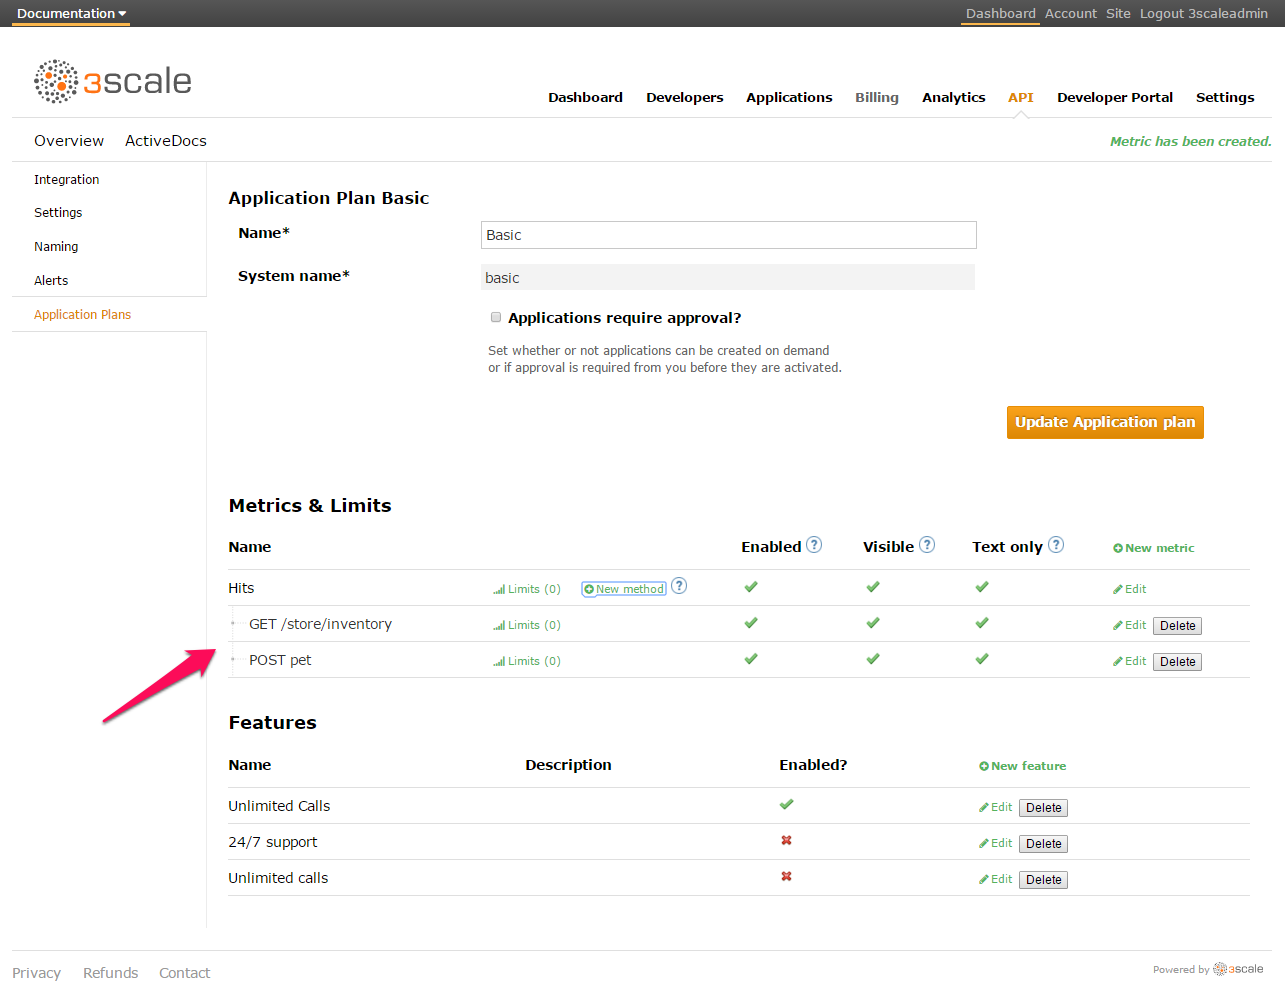 Documentation
Dashboard Account Site Logout 3scaleadmin
3scale
Dashboard Developers Applications Billing Analytics API Developer Portal Settings
Overview ActiveDocs
Metric has been created.
Integration
Settings
Naming
Alerts
Application Plans
Application Plan Basic
Name* Basic
System name* basic
Applications require approval?
Set whether or not applications can be created on demand
or if approval is required from you before they are activated.
Update Application plan
Metrics & Limits
Name Enabled ? Visible ? Text only ? New metric
Hits Limits (0) New method ? Edit
GET /store/inventory Limits (0) Edit Delete
POST pet Limits (0) Edit Delete
Features
Name Description Enabled? New feature
Unlimited Calls Edit Delete
24/7 support Edit Delete
Unlimited calls Edit Delete
Privacy Refunds Contact
Powered by 3scale